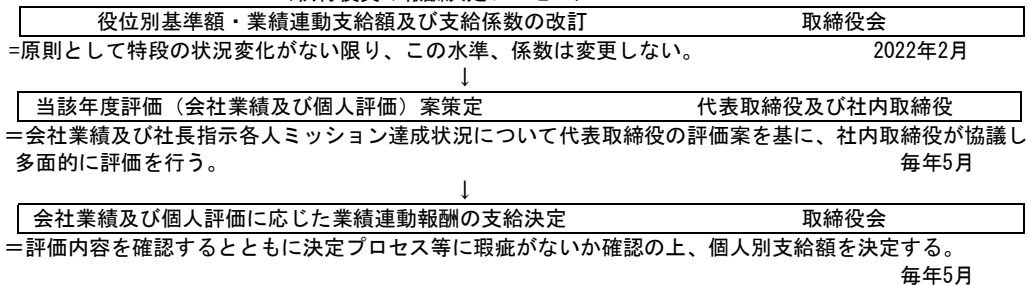 役位別基準額・業績連動支給額及び支給係数の改訂 取締役会
=原則として特段の状況変化がない限り、この水準、係数は変更しない。 2022年2月
↓
当該年度評価(会社業績及び個人評価)案策定 代表取締役及び社内取締役
=会社業績及び社長指示各人ミッション達成状況について代表取締役の評価案を基に、社内取締役が協議し
多面的に評価を行う。 毎年5月
↓
会社業績及び個人評価に応じた業績連動報酬の支給決定 取締役会
=評価内容を確認するとともに決定プロセス等に瑕疵がないか確認の上、個人別支給額を決定する。
毎年5月